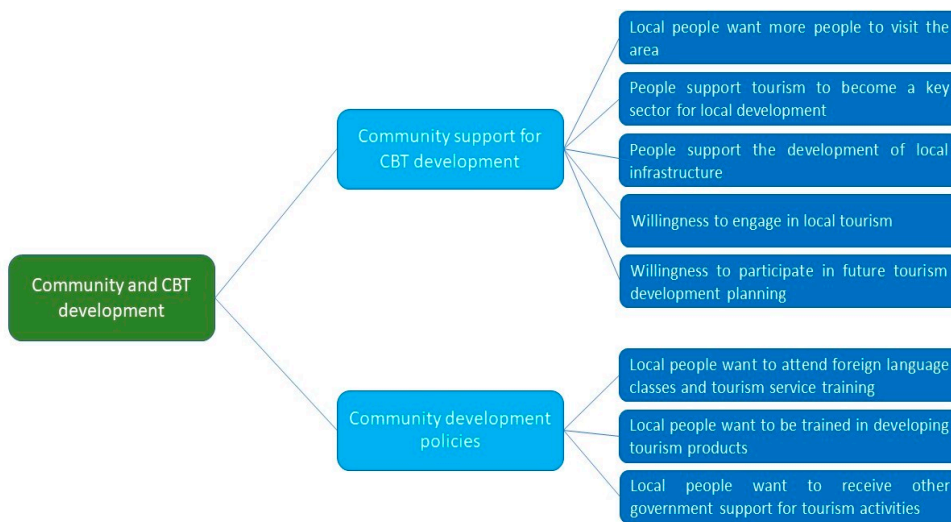 Local people want more people to visit the
area
People support tourism to become a key
sector for local development
Community support for
CBT development
People support the development of local
infrastructure
Willingness to engage in local tourism
Willingness to participate in future tourism
development planning
Community and CBT
development
Local people want to attend foreign language
classes and tourism service training
Community development
policies
Local people want to be trained in developing
tourism products
Local people want to receive other
government support for tourism activities